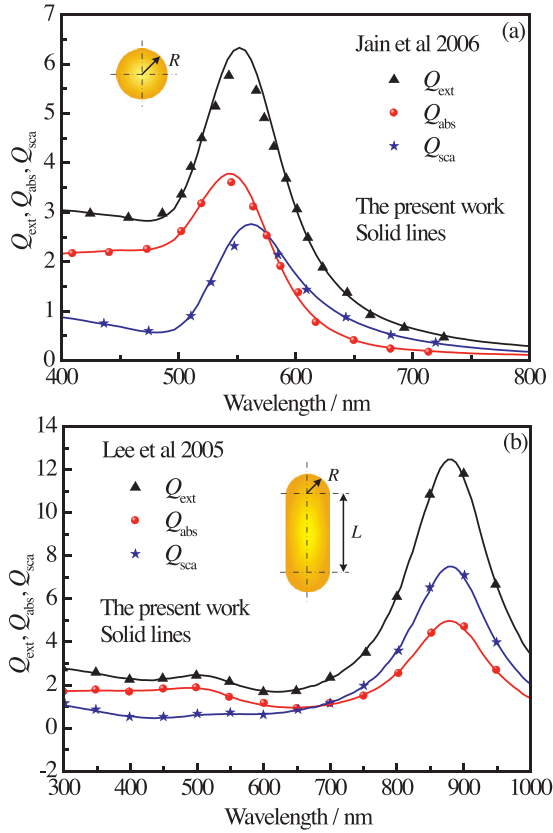 (a)
R
Jain et al 2006
Q_ext
Q_abs
Q_sca
The present work
Solid lines
Q_ext, Q_abs, Q_sca
7
6
5
4
3
2
1
0
400 500 600 700 800
Wavelength / nm
(b)
Lee et al 2005
R
L
Q_ext
Q_abs
Q_sca
The present work
Solid lines
Q_ext, Q_abs, Q_sca
14
12
10
8
6
4
2
0
-2
300 400 500 600 700 800 900 1000
Wavelength / nm